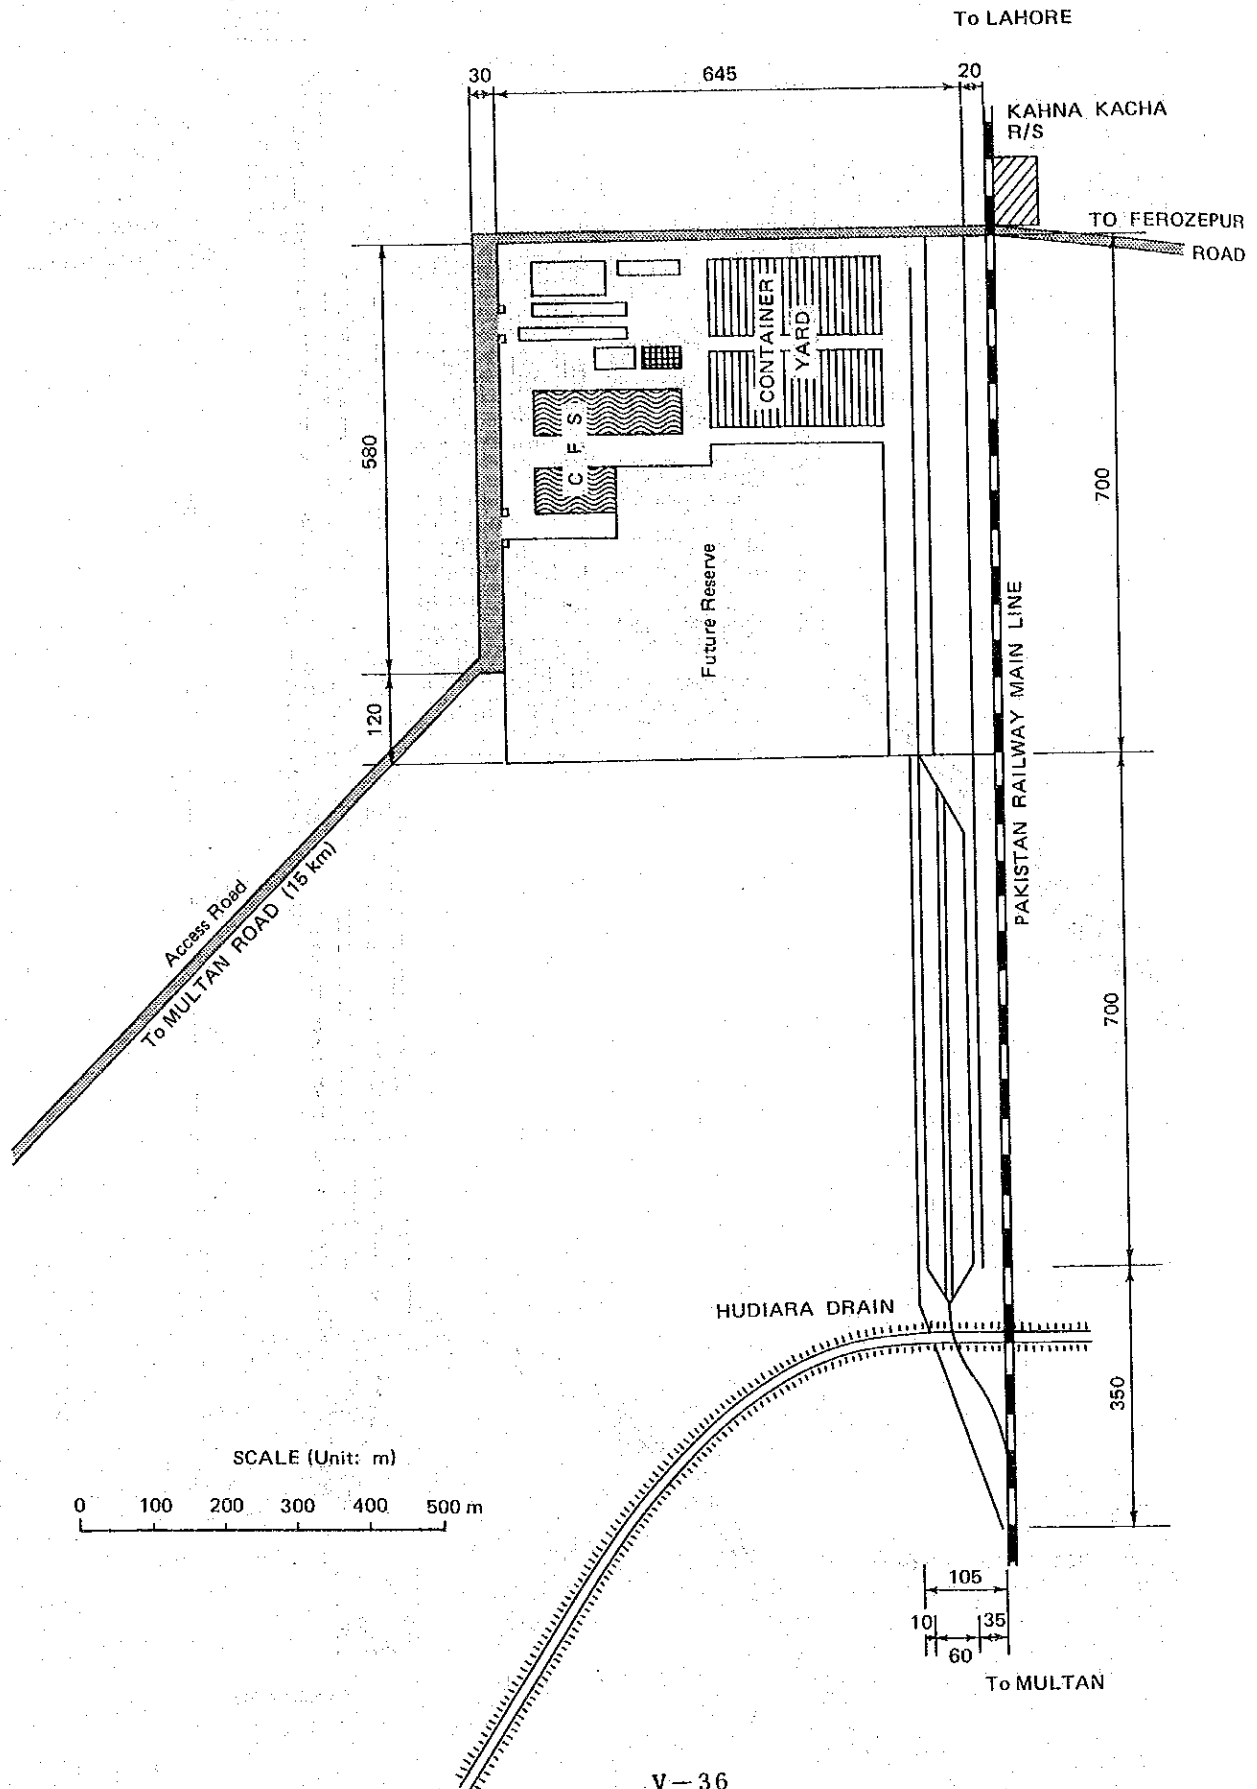 To LAHORE
30
645
20
KAHNA KACHA
R/S
TO FEROZEPUR
ROAD
CONTAINER
YARD
C F S
580
700
Future Reserve
120
PAKISTAN RAILWAY MAIN LINE
Access Road
To MULTAN ROAD (15 km)
700
HUDIARA DRAIN
350
SCALE (Unit: m)
0 100 200 300 400 500 m
105
10 35
60
To MULTAN
V-36